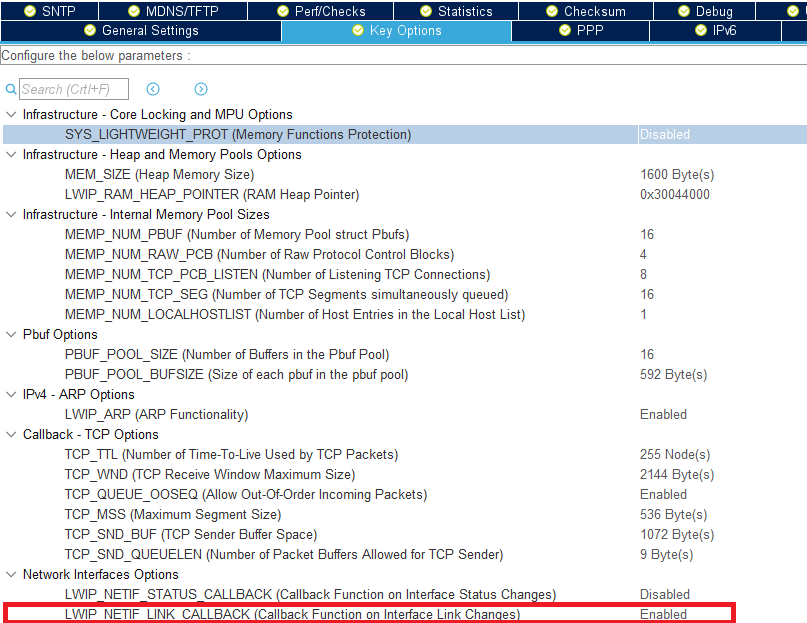 SNTP MDNS/TFTP Perf/Checks Statistics Checksum Debug
General Settings Key Options PPP IPv6
Configure the below parameters :
Search (CrtI+F)
Infrastructure - Core Locking and MPU Options
SYS_LIGHTWEIGHT_PROT (Memory Functions Protection) Disabled
Infrastructure - Heap and Memory Pools Options
MEM_SIZE (Heap Memory Size) 1600 Byte(s)
LWIP_RAM_HEAP_POINTER (RAM Heap Pointer) 0x30044000
Infrastructure - Internal Memory Pool Sizes
MEMP_NUM_PBUF (Number of Memory Pool struct Pbufs) 16
MEMP_NUM_RAW_PCB (Number of Raw Protocol Control Blocks) 4
MEMP_NUM_TCP_PCB_LISTEN (Number of Listening TCP Connections) 8
MEMP_NUM_TCP_SEG (Number of TCP Segments simultaneously queued) 16
MEMP_NUM_LOCALHOSTLIST (Number of Host Entries in the Local Host List) 1
Pbuf Options
PBUF_POOL_SIZE (Number of Buffers in the Pbuf Pool) 16
PBUF_POOL_BUFSIZE (Size of each pbuf in the pbuf pool) 592 Byte(s)
IPv4 - ARP Options
LWIP_ARP (ARP Functionality) Enabled
Callback - TCP Options
TCP_TTL (Number of Time-To-Live Used by TCP Packets) 255 Node(s)
TCP_WND (TCP Receive Window Maximum Size) 2144 Byte(s)
TCP_QUEUE_OOSEQ (Allow Out-Of-Order Incoming Packets) Enabled
TCP_MSS (Maximum Segment Size) 536 Byte(s)
TCP_SND_BUF (TCP Sender Buffer Space) 1072 Byte(s)
TCP_SND_QUEUELEN (Number of Packet Buffers Allowed for TCP Sender) 9 Byte(s)
Network Interfaces Options
LWIP_NETIF_STATUS_CALLBACK (Callback Function on Interface Status Changes) Disabled
LWIP_NETIF_LINK_CALLBACK (Callback Function on Interface Link Changes) Enabled